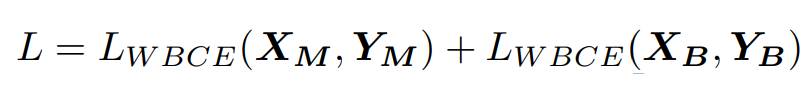 L = L_{WBCE}(X_M, Y_M) + L_{WBCE}(X_B, Y_B)